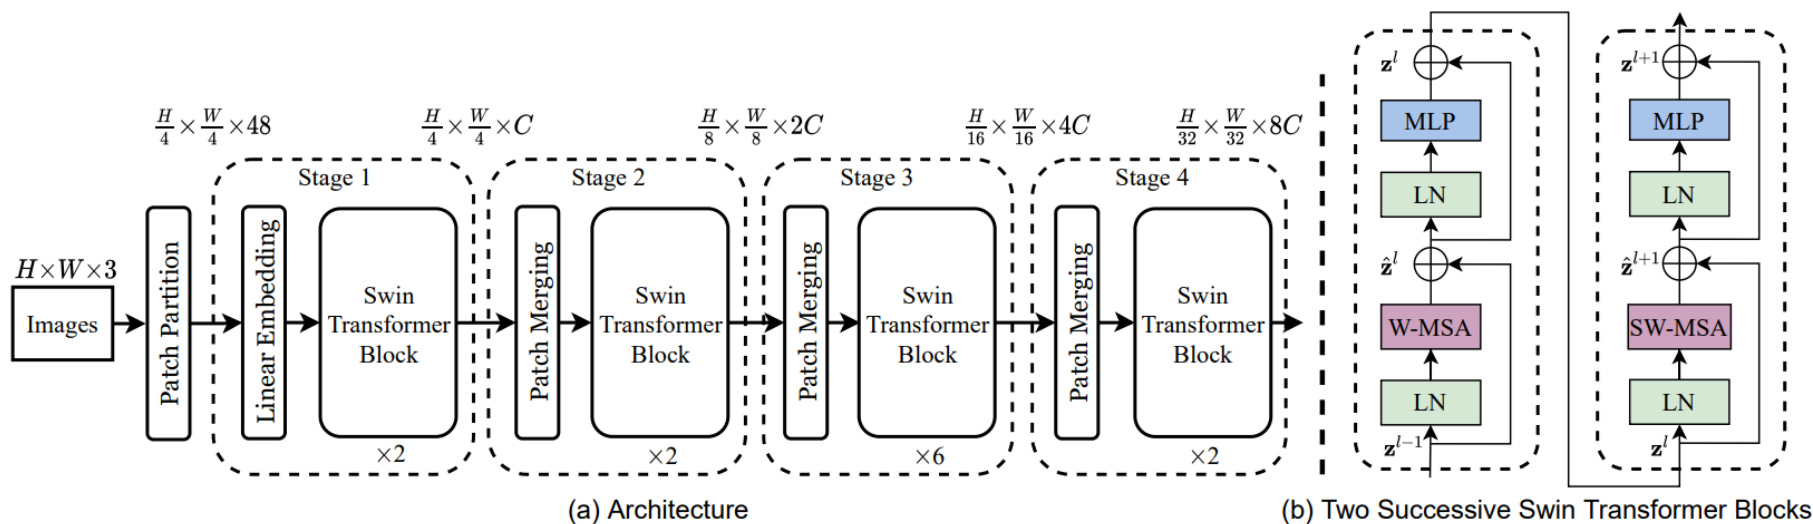 H×W×3
Images
Patch Partition
H/4 × W/4 × 48
Stage 1
Linear Embedding
Swin
Transformer
Block
×2
H/4 × W/4 × C
Stage 2
Patch Merging
Swin
Transformer
Block
×2
H/8 × W/8 × 2C
Stage 3
Patch Merging
Swin
Transformer
Block
×6
H/16 × W/16 × 4C
Stage 4
Patch Merging
Swin
Transformer
Block
×2
H/32 × W/32 × 8C
(a) Architecture
z^l
MLP
LN
ẑ^l
W-MSA
LN
z^{l-1}
z^{l+1}
MLP
LN
ẑ^{l+1}
SW-MSA
LN
z^l
(b) Two Successive Swin Transformer Blocks